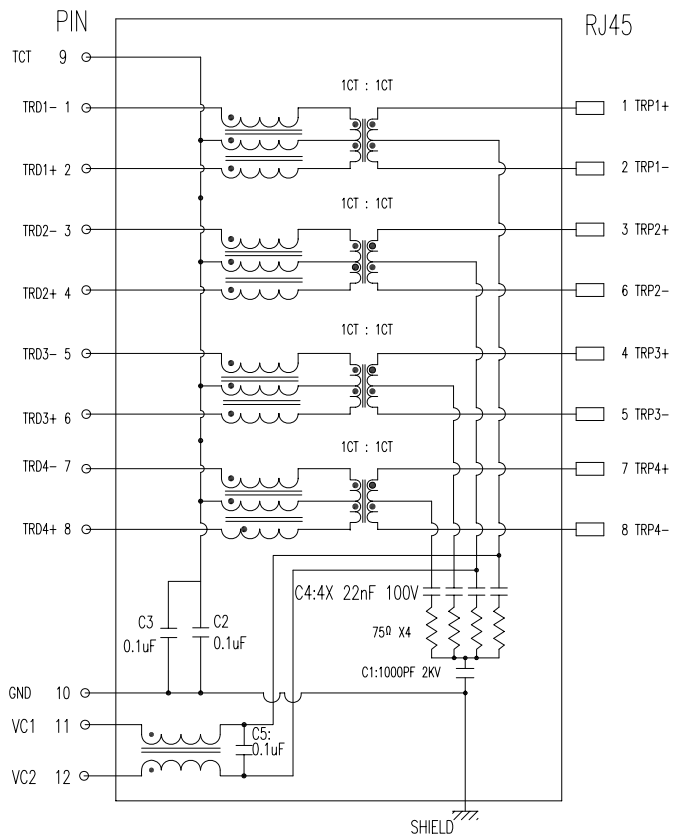 PIN RJ45
TCT 9
1CT : 1CT
TRD1- 1 1 TRP1+
TRD1+ 2 2 TRP1-
1CT : 1CT
TRD2- 3 3 TRP2+
TRD2+ 4 6 TRP2-
1CT : 1CT
TRD3- 5 4 TRP3+
TRD3+ 6 5 TRP3-
1CT : 1CT
TRD4- 7 7 TRP4+
TRD4+ 8 8 TRP4-
C4:4X 22nF 100V
C3 C2
0.1uF 0.1uF
75Ω X4
C1:1000PF 2KV
GND 10
VC1 11
C5:
0.1uF
VC2 12
SHIELD